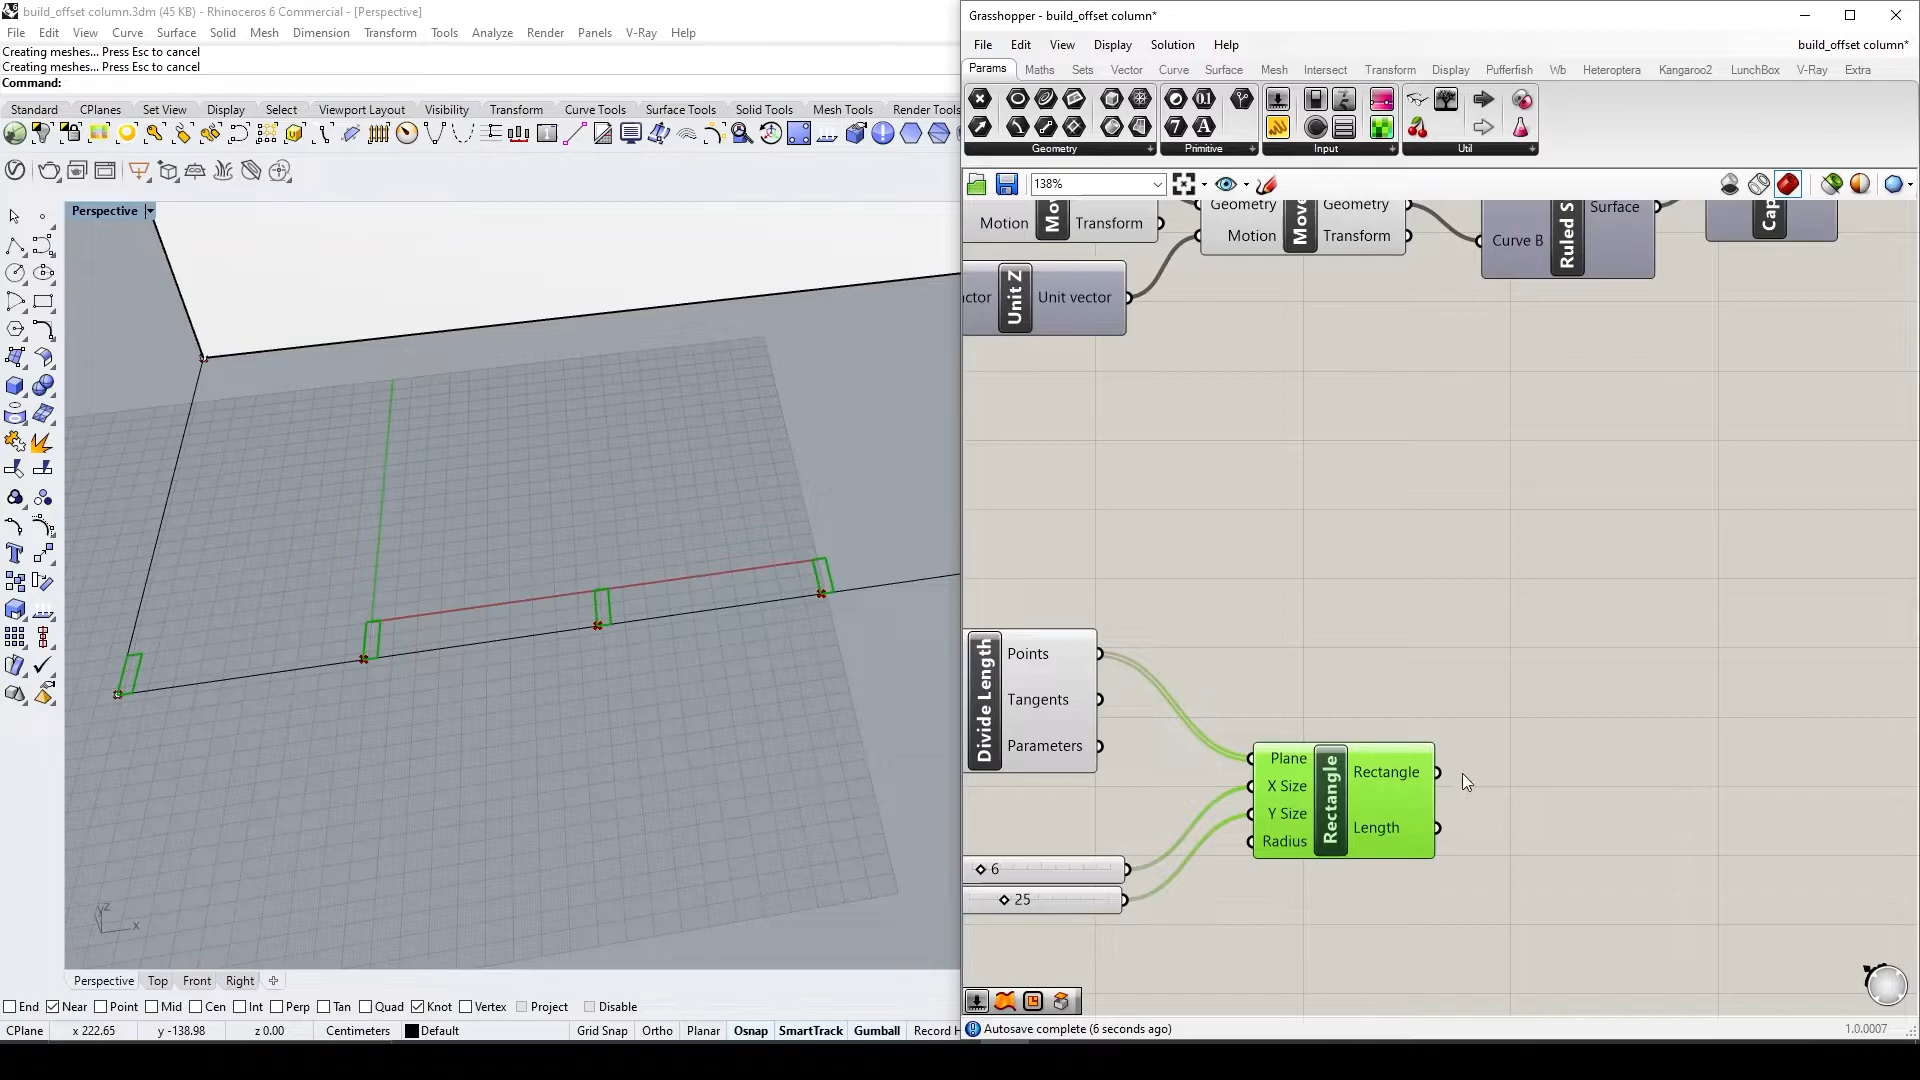 build_offset column.3dm (45 KB) - Rhinoceros 6 Commercial - [Perspective]
File Edit View Curve Surface Solid Mesh Dimension Transform Tools Analyze Render Panels V-Ray Help
Creating meshes... Press Esc to cancel
Creating meshes... Press Esc to cancel
Command:
Standard CPlanes Set View Display Select Viewport Layout Visibility Transform Curve Tools Surface Tools Solid Tools Mesh Tools Render Tools
Perspective
z
x
Perspective Top Front Right
End Near Point Mid Cen Int Perp Tan Quad Knot Vertex Project Disable
CPlane x 222.65 y -138.98 z 0.00 Centimeters Default Grid Snap Ortho Planar Osnap SmartTrack Gumball Record H
Grasshopper - build_offset column*
File Edit View Display Solution Help
build_offset column*
Params Maths Sets Vector Curve Surface Mesh Intersect Transform Display Pufferfish Wb Heteroptera Kangaroo2 LunchBox V-Ray Extra
Geometry Primitive Input Util
138%
Motion Mov Transform
Geometry Move Geometry
Motion Transform
Curve B Ruled S Surface
Cap
ctor Unit Z Unit vector
Divide Length
Points
Tangents
Parameters
Plane
X Size
Y Size
Radius
Rectangle
Rectangle
Length
6
25
Autosave complete (6 seconds ago)
1.0.0007